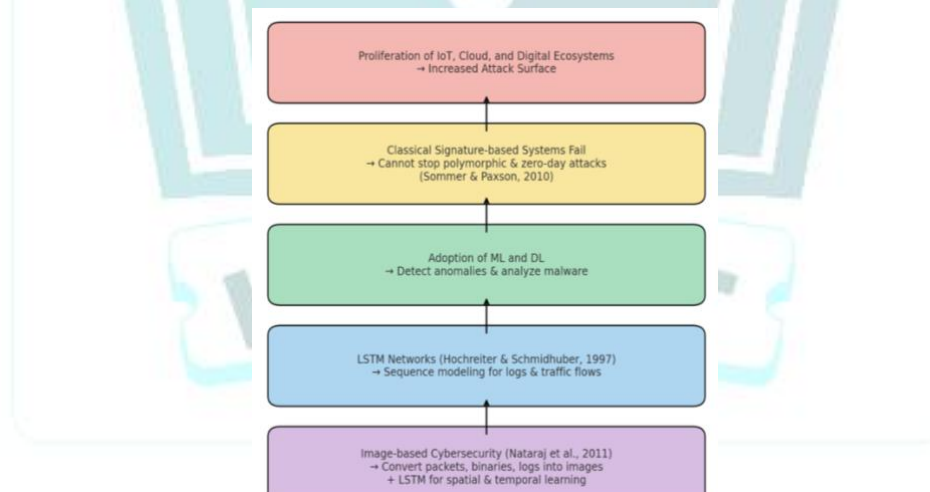 Proliferation of IoT, Cloud, and Digital Ecosystems
→ Increased Attack Surface
Classical Signature-based Systems Fail
→ Cannot stop polymorphic & zero-day attacks
(Sommer & Paxson, 2010)
Adoption of ML and DL
→ Detect anomalies & analyze malware
LSTM Networks (Hochreiter & Schmidhuber, 1997)
→ Sequence modeling for logs & traffic flows
Image-based Cybersecurity (Nataraj et al., 2011)
→ Convert packets, binaries, logs into images
+ LSTM for spatial & temporal learning